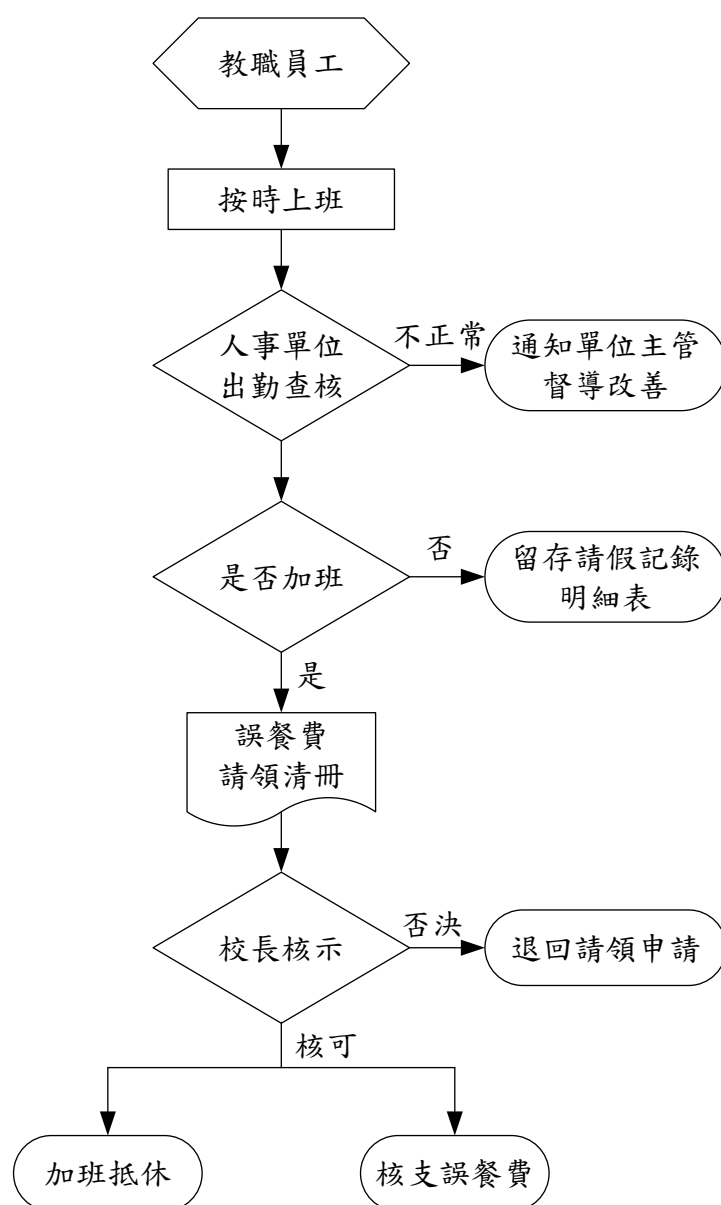 教職員工
按時上班
人事單位
出勤查核
不正常
通知單位主管
督導改善
是否加班
否
留存請假記錄
明細表
是
誤餐費
請領清冊
校長核示
否決
退回請領申請
核可
加班抵休
核支誤餐費